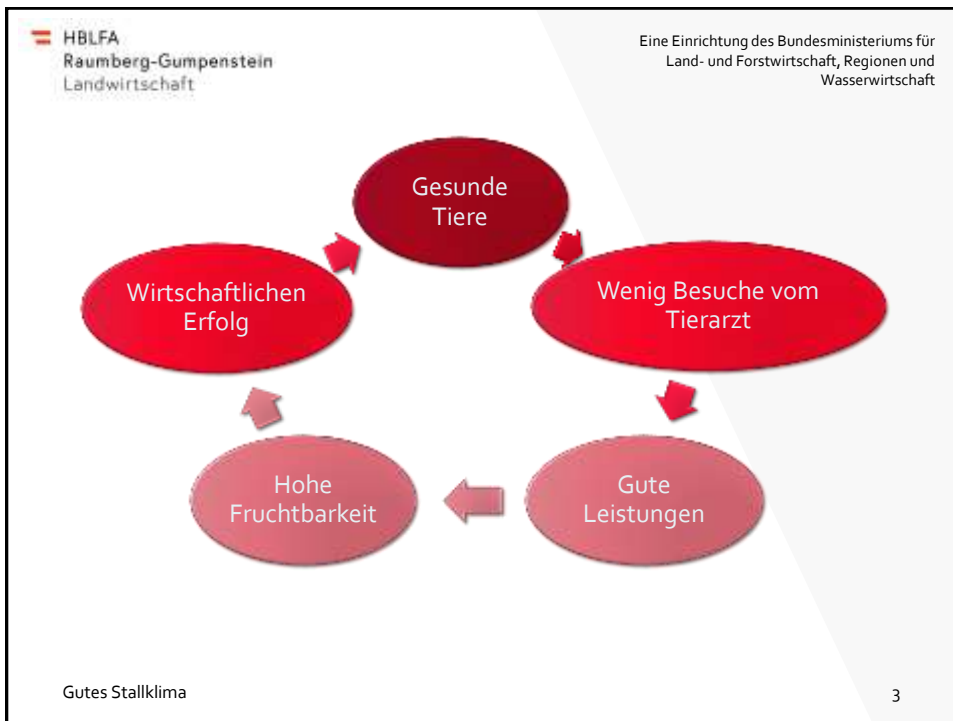 HBLFA
Raumberg-Gumpenstein
Landwirtschaft
Eine Einrichtung des Bundesministeriums für
Land- und Forstwirtschaft, Regionen und
Wasserwirtschaft
Gesunde
Tiere
Wenig Besuche vom
Tierarzt
Gute
Leistungen
Hohe
Fruchtbarkeit
Wirtschaftlichen
Erfolg
Gutes Stallklima
3